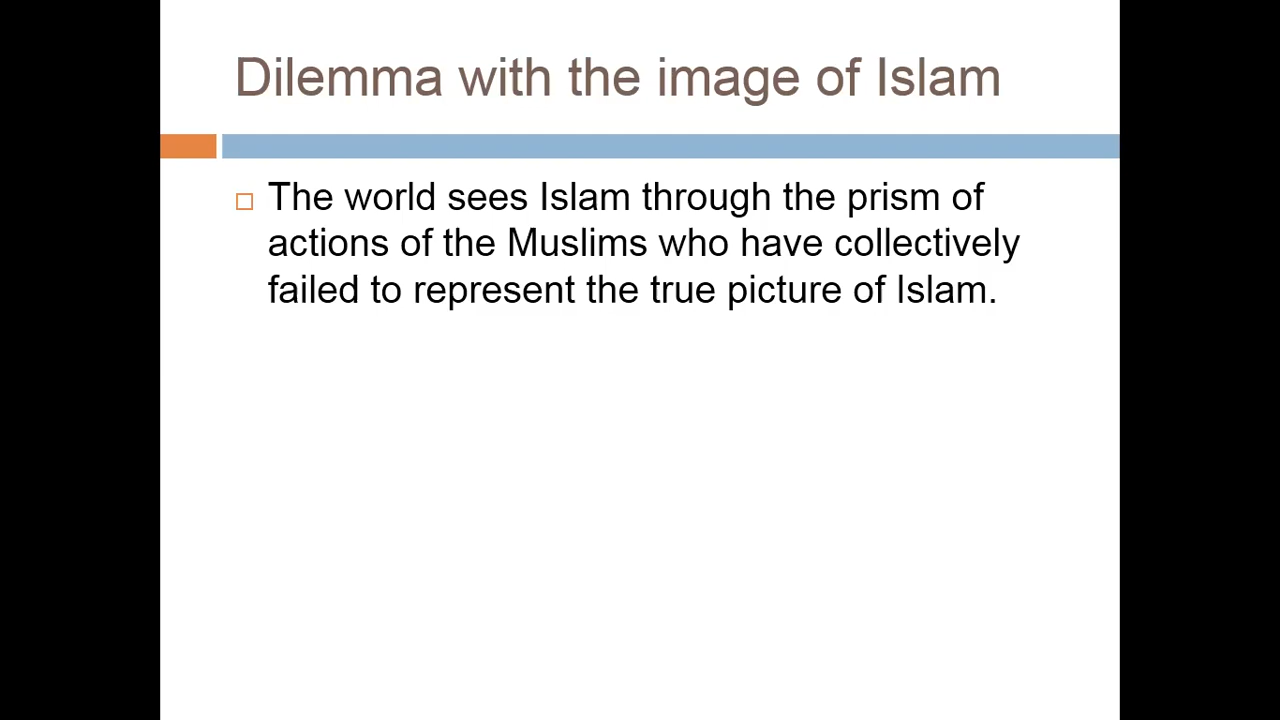 Dilemma with the image of Islam
The world sees Islam through the prism of
actions of the Muslims who have collectively
failed to represent the true picture of Islam.